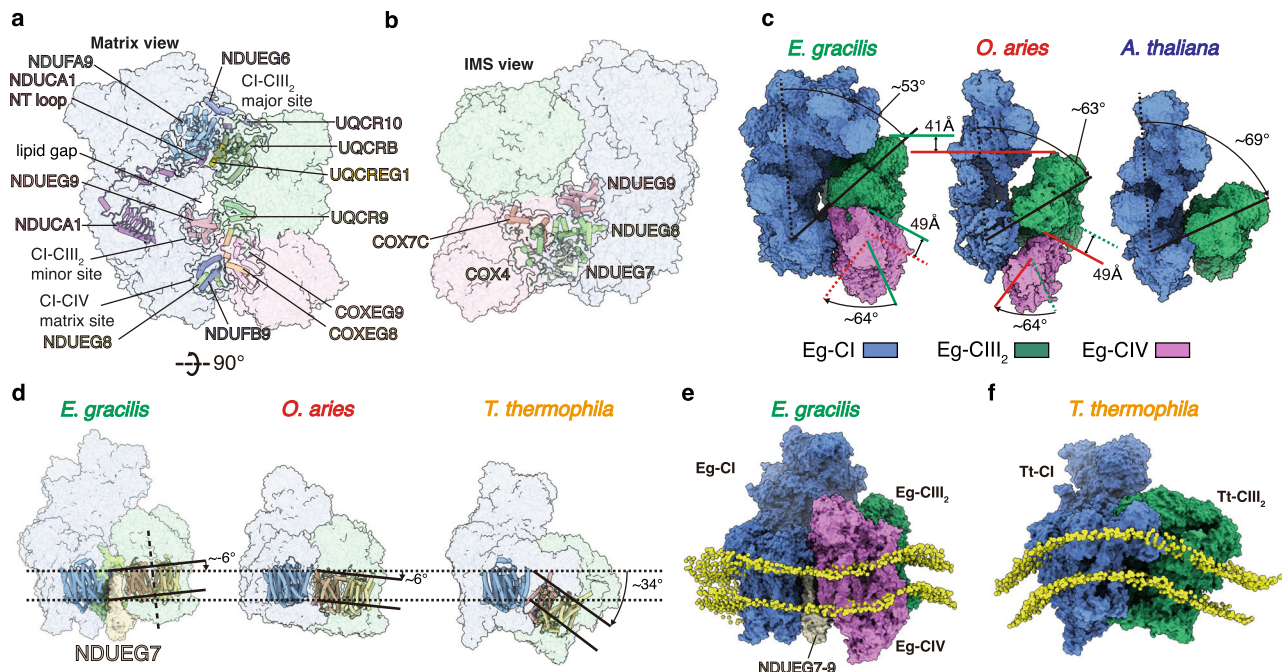 a
Matrix view
NDUFA9
NDUCA1
NT loop
lipid gap
NDUEG9
NDUCA1
CI-CIII2
minor site
CI-CIV
matrix site
NDUEG8
NDUEG6
CI-CIII2
major site
UQCR10
UQCRB
UQCREG1
UQCR9
COXEG9
COXEG8
NDUFB9
90°
b
IMS view
NDUEG9
COX7C
NDUEG8
COX4
NDUEG7
c
E. gracilis
O. aries
A. thaliana
~53°
41Å
~63°
~69°
49Å
49Å
~64°
~64°
Eg-CI
Eg-CIII2
Eg-CIV
d
E. gracilis
O. aries
T. thermophila
~-6°
~6°
~34°
NDUEG7
e
E. gracilis
Eg-CI
Eg-CIII2
Eg-CIV
NDUEG7-9
f
T. thermophila
Tt-CI
Tt-CIII2